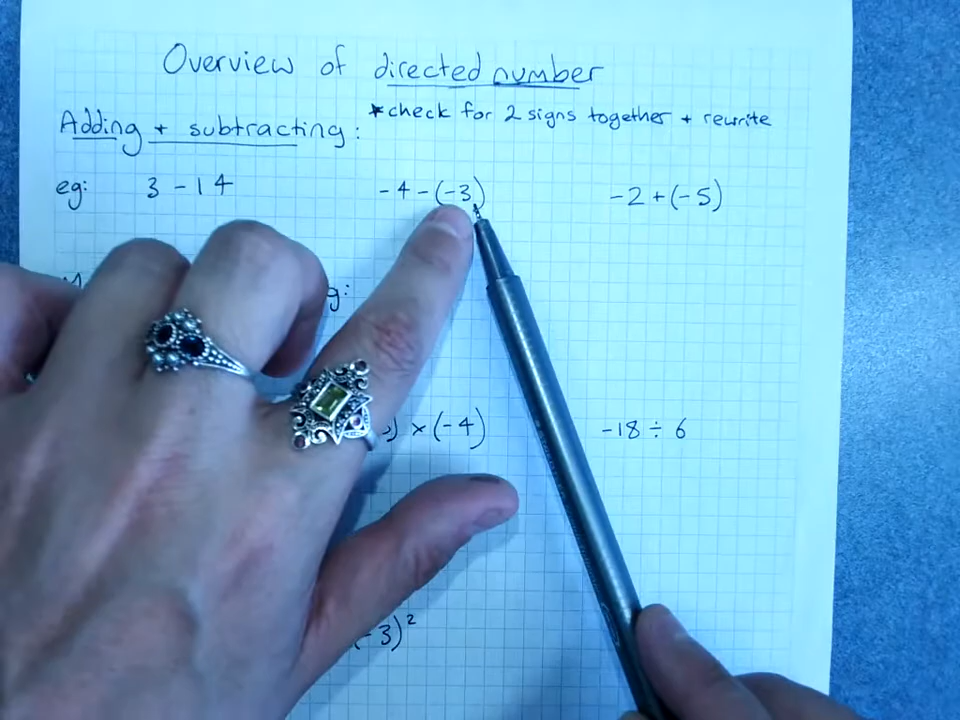 Overview of directed number
Adding + subtracting : *check for 2 signs together + rewrite
eg: 3 - 14 - 4 - (-3) - 2 + (-5)
g:
) × (-4) -18 ÷ 6
-3)²